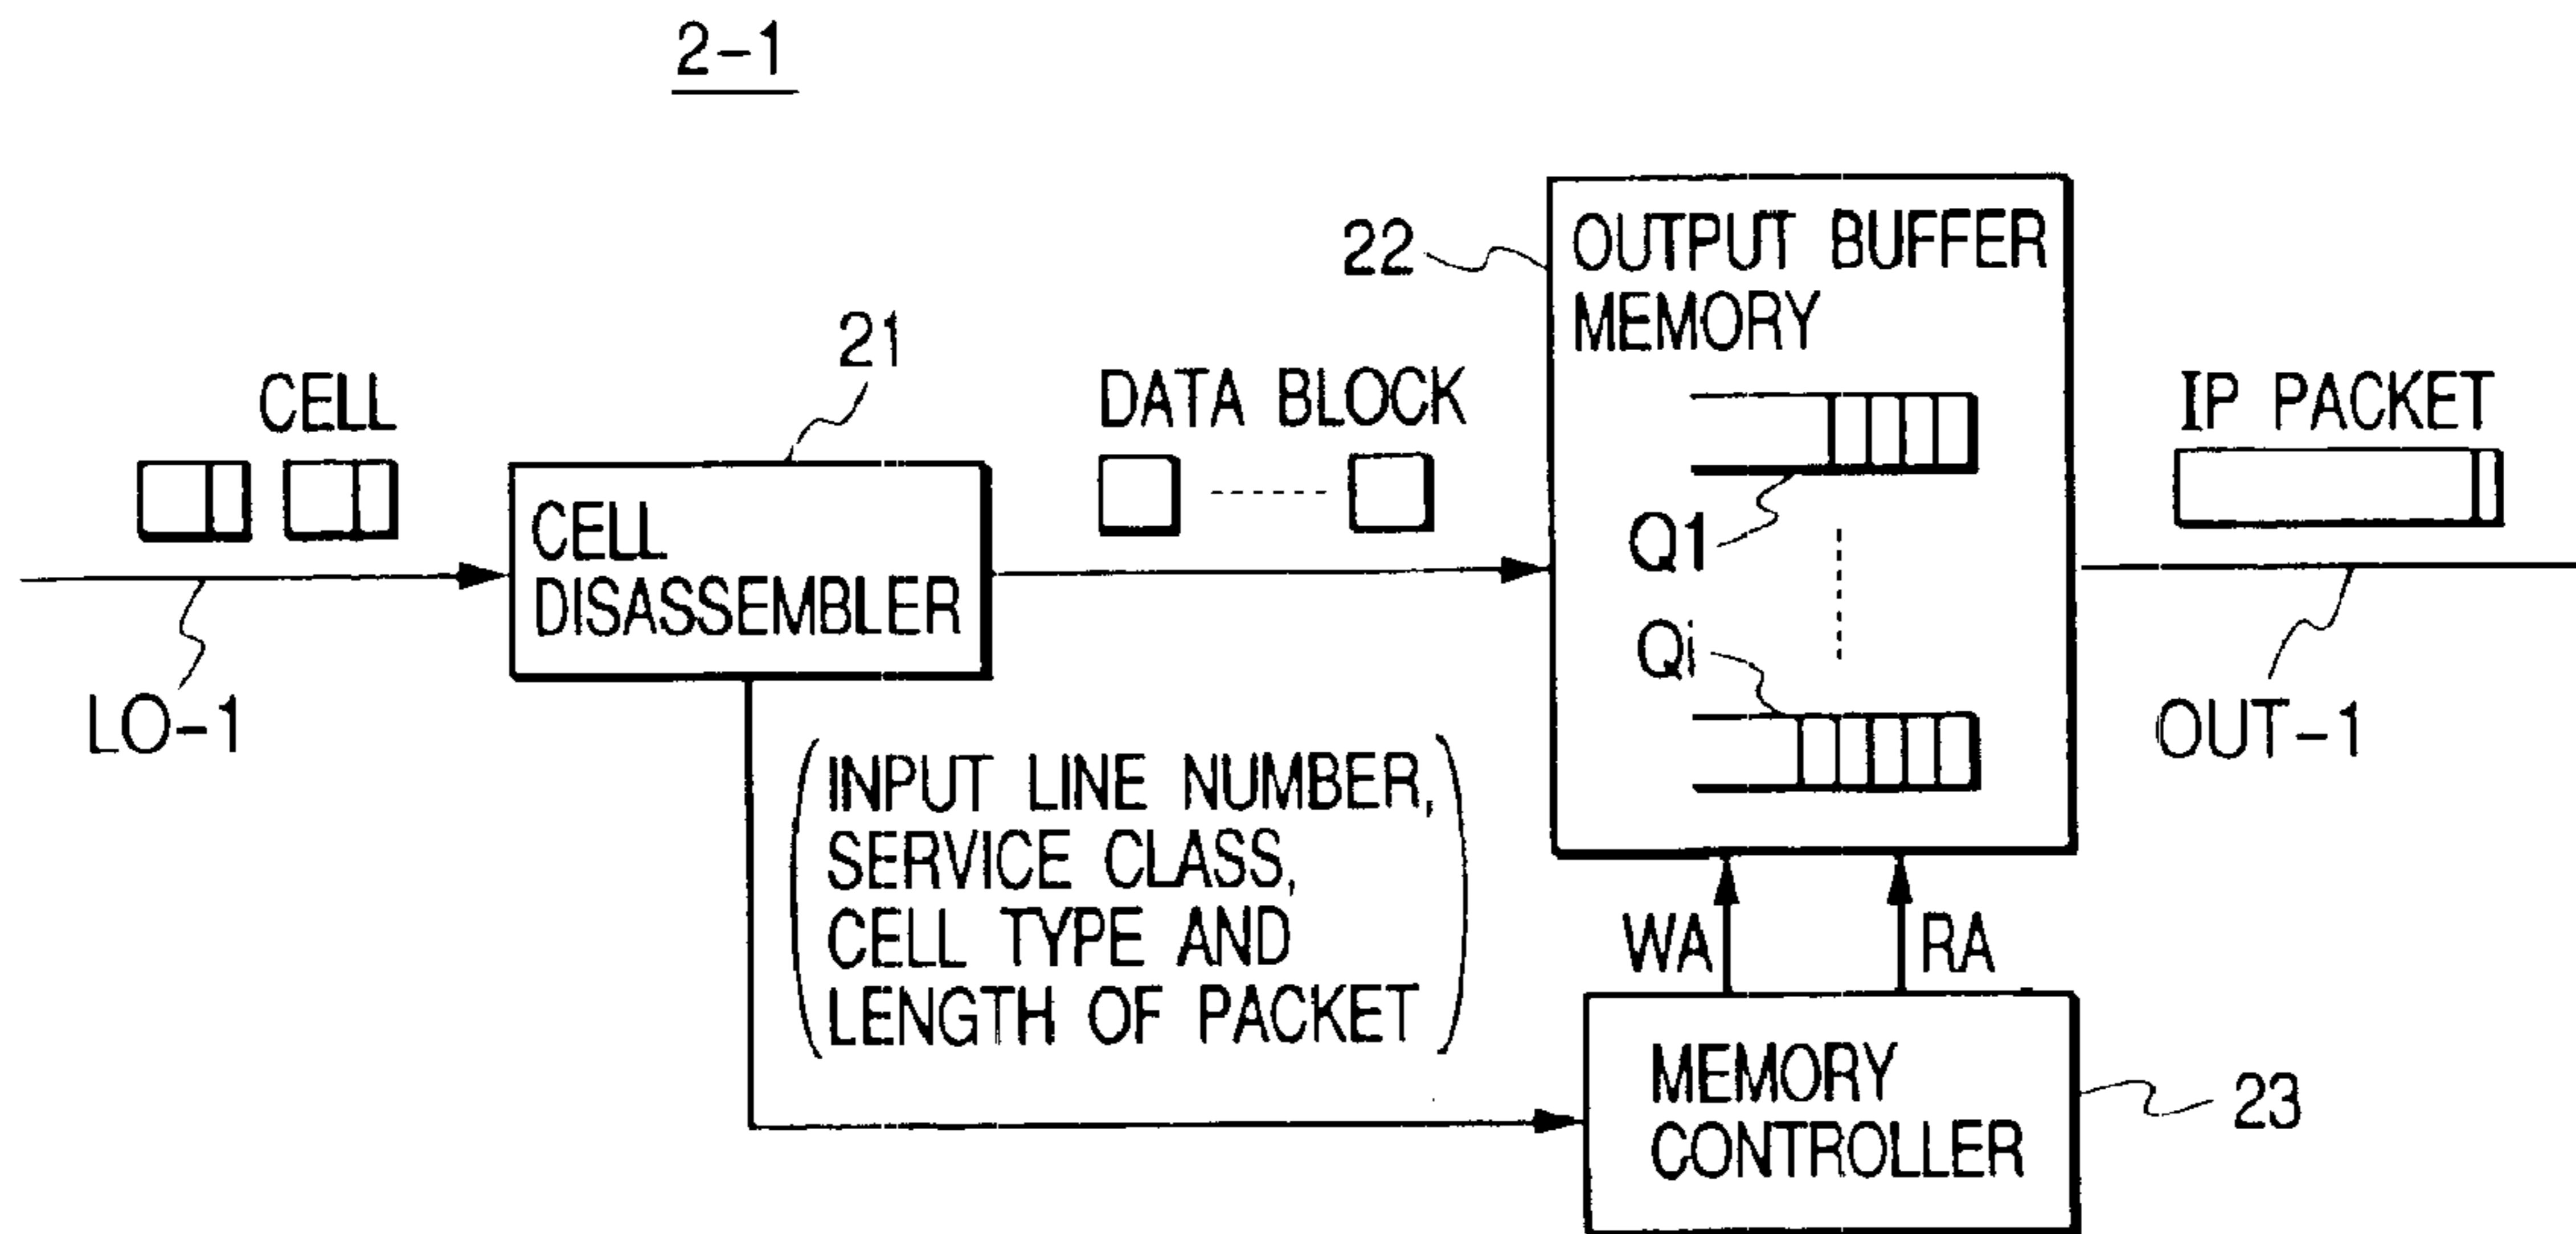 2-1
CELL
LO-1
21
CELL
DISASSEMBLER
DATA BLOCK
(INPUT LINE NUMBER,
SERVICE CLASS,
CELL TYPE AND
LENGTH OF PACKET)
22
OUTPUT BUFFER
MEMORY
Q1
Qi
IP PACKET
OUT-1
WA
RA
MEMORY
CONTROLLER
23